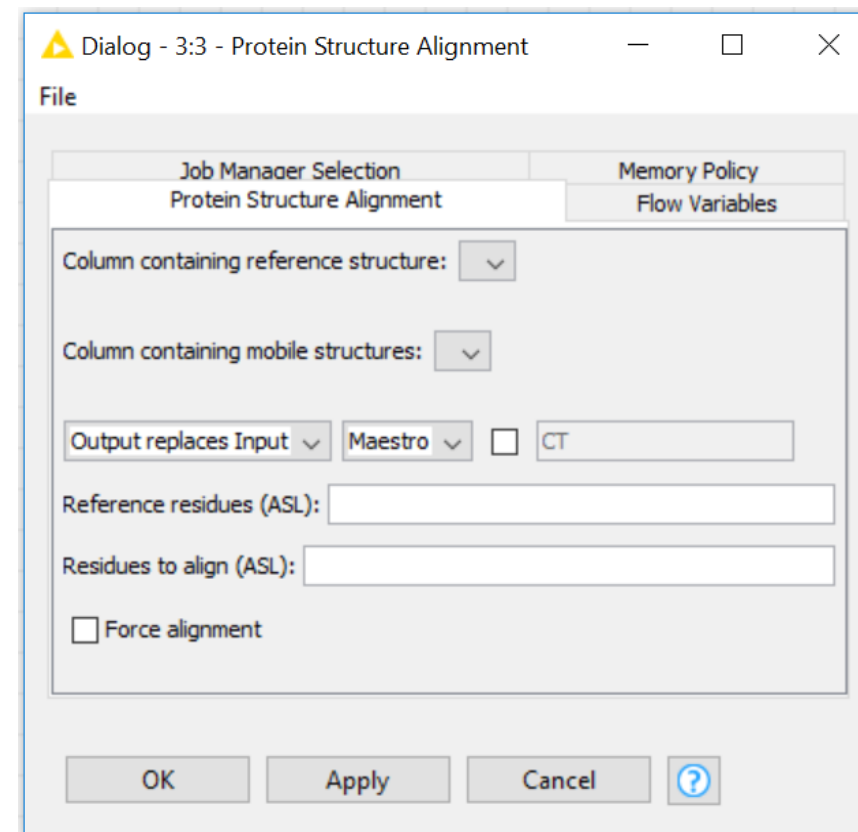 Dialog - 3:3 - Protein Structure Alignment
File
Job Manager Selection Memory Policy
Protein Structure Alignment Flow Variables
Column containing reference structure:
Column containing mobile structures:
Output replaces Input Maestro CT
Reference residues (ASL):
Residues to align (ASL):
Force alignment
OK Apply Cancel ?